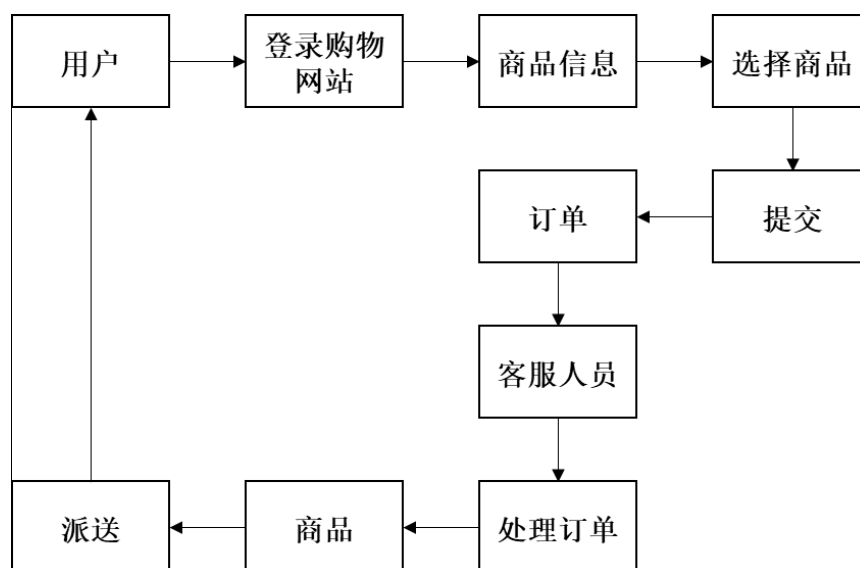 用户
登录购物
网站
商品信息
选择商品
订单
提交
客服人员
派送
商品
处理订单